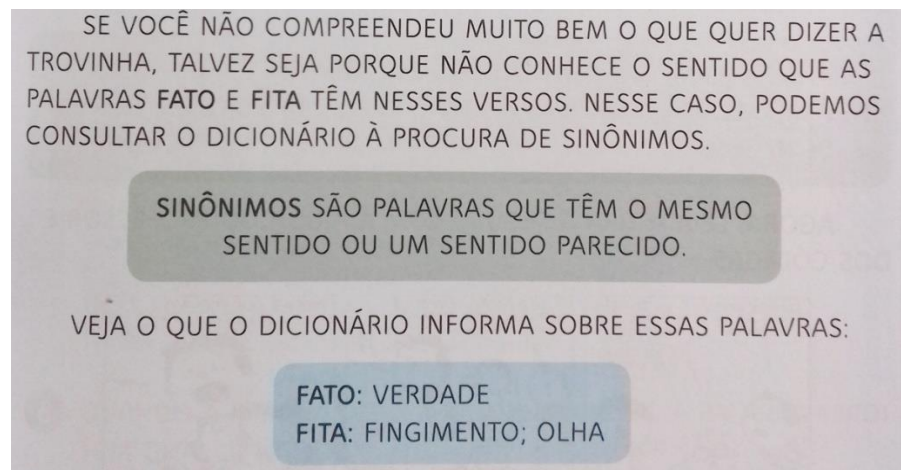 SE VOCÊ NÃO COMPREENDEU MUITO BEM O QUE QUER DIZER A
TROVINHA, TALVEZ SEJA PORQUE NÃO CONHECE O SENTIDO QUE AS
PALAVRAS FATO E FITA TÊM NESSES VERSOS. NESSE CASO, PODEMOS
CONSULTAR O DICIONÁRIO À PROCURA DE SINÔNIMOS.
SINÔNIMOS SÃO PALAVRAS QUE TÊM O MESMO
SENTIDO OU UM SENTIDO PARECIDO.
VEJA O QUE O DICIONÁRIO INFORMA SOBRE ESSAS PALAVRAS:
FATO: VERDADE
FITA: FINGIMENTO; OLHA